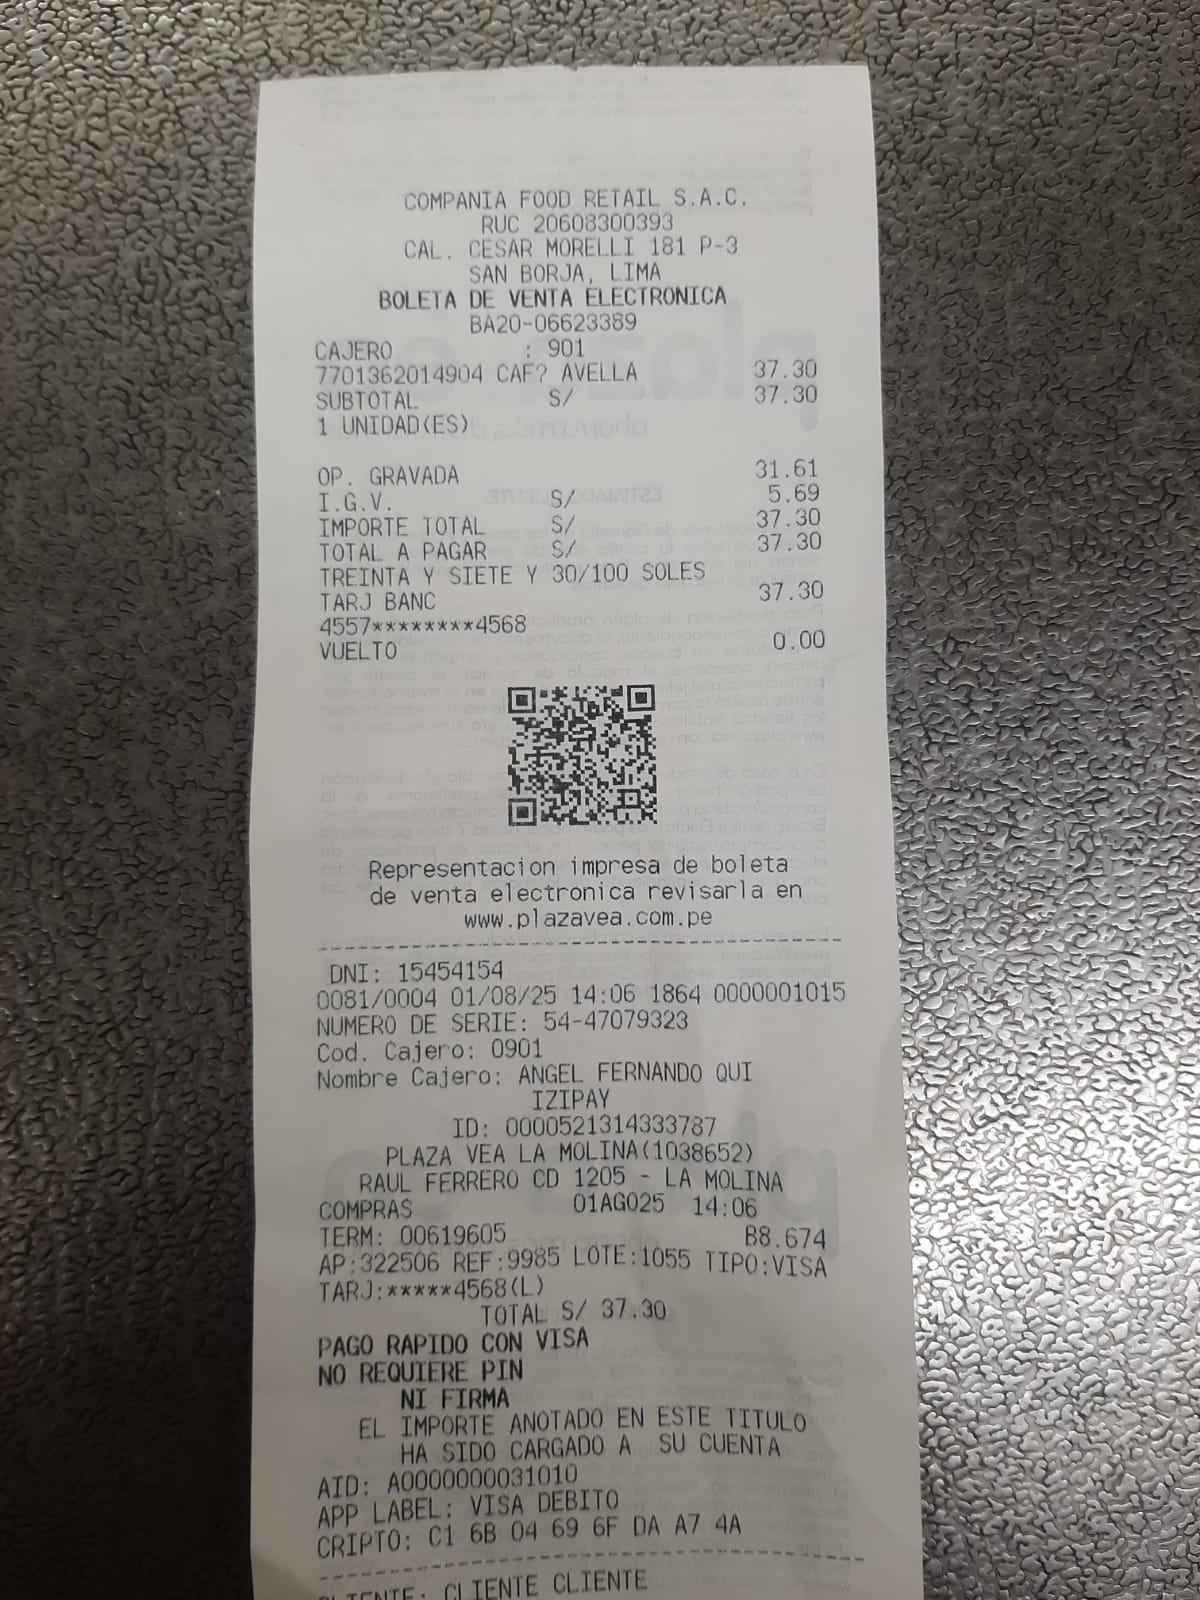 COMPANIA FOOD RETAIL S.A.C.
RUC 20608300393
CAL. CESAR MORELLI 181 P-3
SAN BORJA, LIMA
BOLETA DE VENTA ELECTRONICA
BA20-06623389
CAJERO : 901
7701362014904 CAF? AVELLA 37.30
SUBTOTAL S/ 37.30
1 UNIDAD(ES)
OP. GRAVADA 31.61
I.G.V. S/ 5.69
IMPORTE TOTAL S/ 37.30
TOTAL A PAGAR S/ 37.30
TREINTA Y SIETE Y 30/100 SOLES
TARJ BANC 37.30
4557********4568
VUELTO 0.00
Representacion impresa de boleta
de venta electronica revisarla en
www.plazavea.com.pe
DNI: 15454154
0081/0004 01/08/25 14:06 1864 0000001015
NUMERO DE SERIE: 54-47079323
Cod. Cajero: 0901
Nombre Cajero: ANGEL FERNANDO QUI
IZIPAY
ID: 0000521314333787
PLAZA VEA LA MOLINA(1038652)
RAUL FERRERO CD 1205 - LA MOLINA
COMPRAS 01AGO25 14:06
TERM: 00619605 B8.674
AP:322506 REF:9985 LOTE:1055 TIPO:VISA
TARJ:*****4568(L)
TOTAL S/ 37.30
PAGO RAPIDO CON VISA
NO REQUIERE PIN
NI FIRMA
EL IMPORTE ANOTADO EN ESTE TITULO
HA SIDO CARGADO A SU CUENTA
AID: A0000000031010
APP LABEL: VISA DEBITO
CRIPTO: C1 6B 04 69 6F DA A7 4A
CLIENTE: CLIENTE CLIENTE